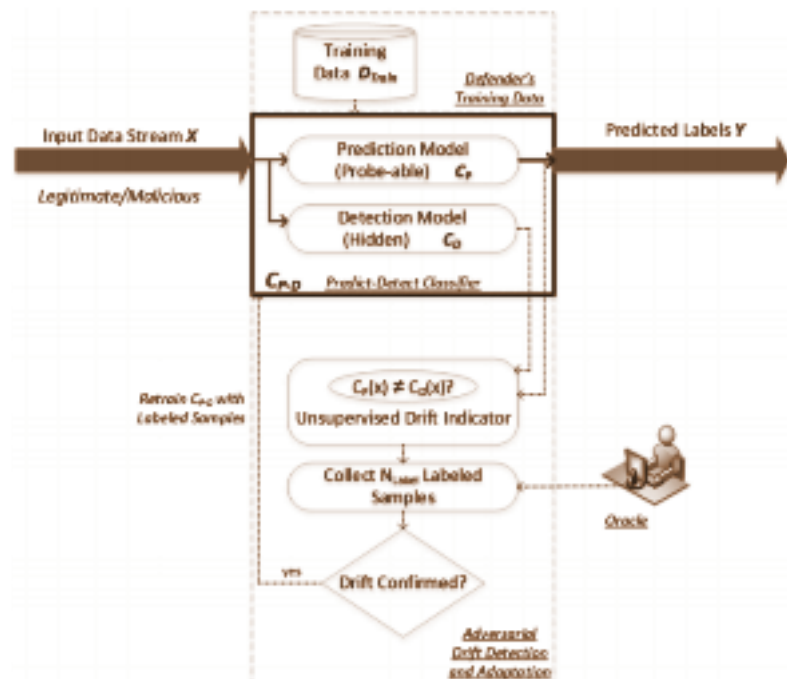 Training
Data D_Train
Defender's
Training Data
Input Data Stream X
Predicted Labels Y
Prediction Model
(Probe-able) C_P
Legitimate/Malicious
Detection Model
(Hidden) C_D
C_P-D Predict-Detect Classifier
Retrain C_P-D with
Labeled Samples
C_P(x) ≠ C_D(x)?
Unsupervised Drift Indicator
Collect N_Label Labeled
Samples
Oracle
yes
Drift Confirmed?
Adversarial
Drift Detection
and Adaptation